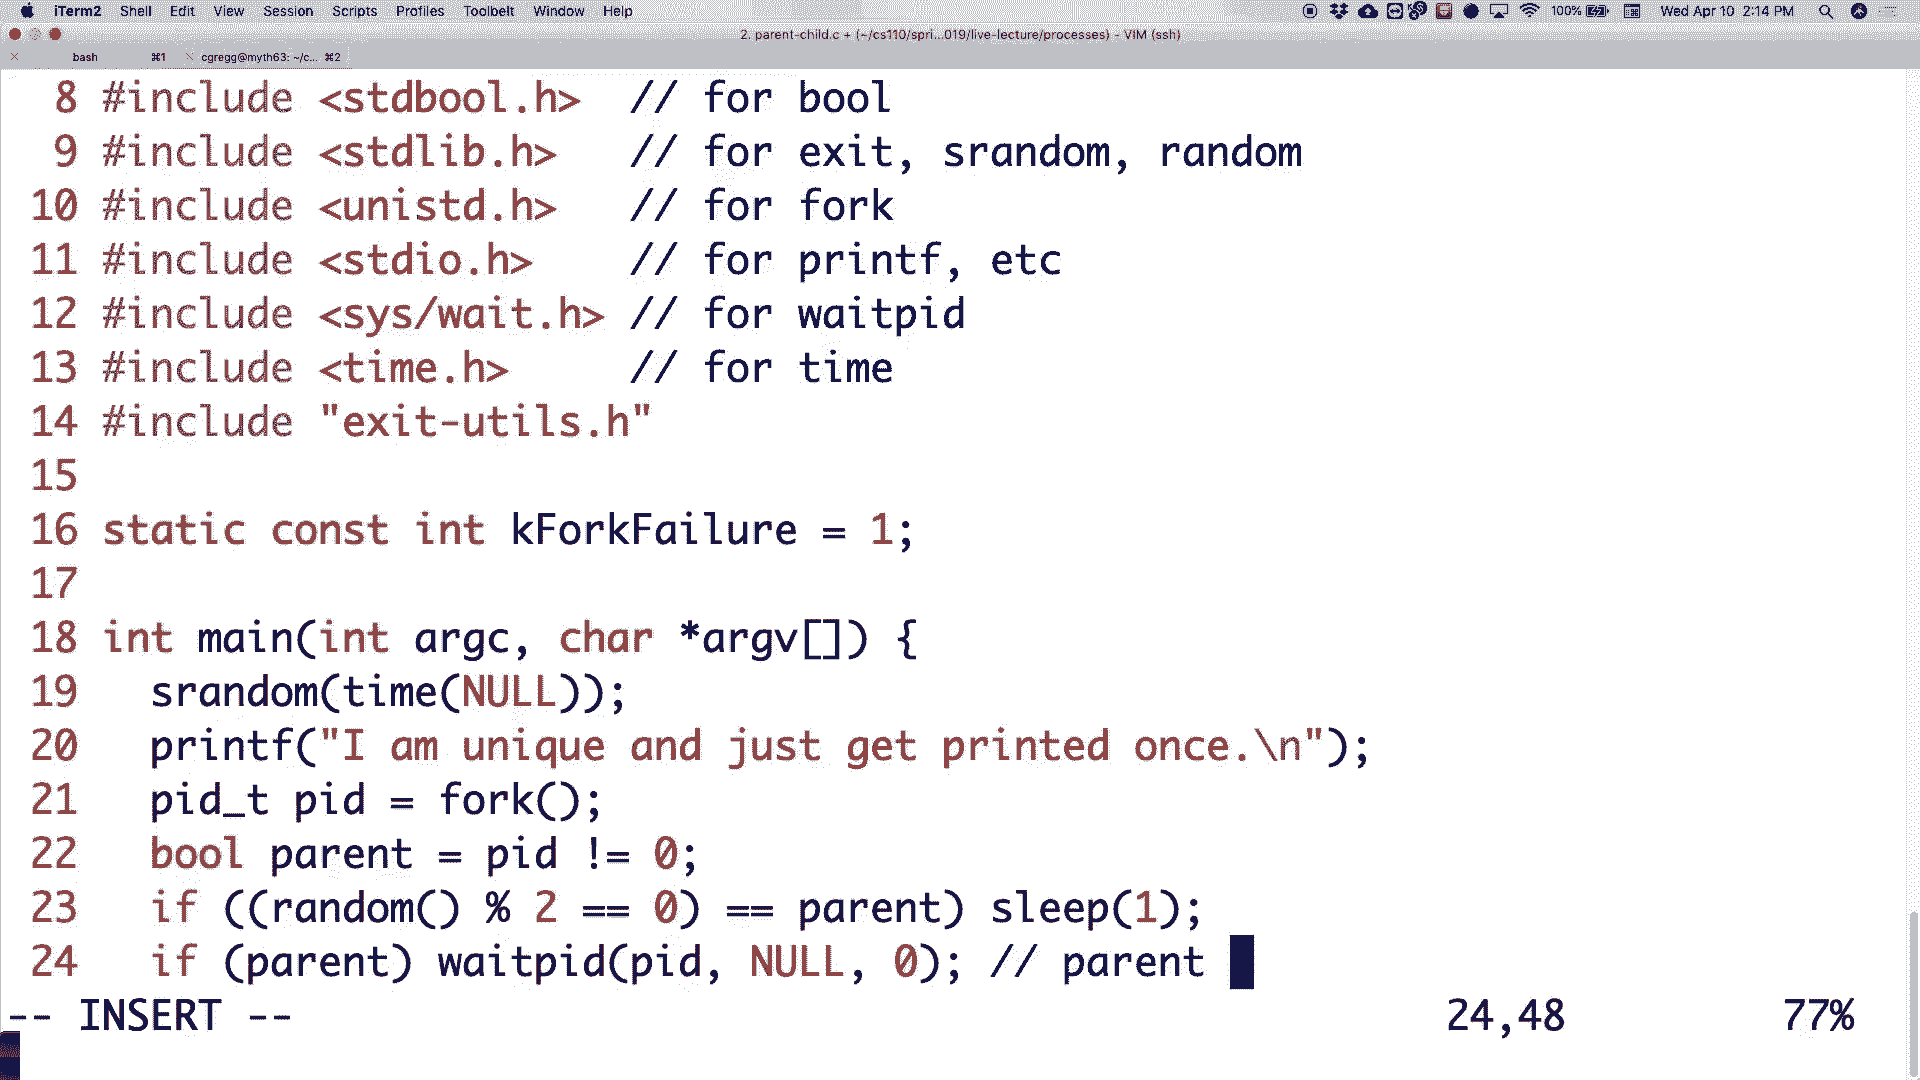 iTerm2 Shell Edit View Session Scripts Profiles Toolbelt Window Help 100% Wed Apr 10 2:14 PM
2. parent-child.c + (~/cs110/spri...019/live-lecture/processes) - VIM (ssh)
bash ⌘1 cgregg@myth63: ~/c... ⌘2
8 #include <stdbool.h> // for bool
9 #include <stdlib.h> // for exit, srandom, random
10 #include <unistd.h> // for fork
11 #include <stdio.h> // for printf, etc
12 #include <sys/wait.h> // for waitpid
13 #include <time.h> // for time
14 #include "exit-utils.h"
15
16 static const int kForkFailure = 1;
17
18 int main(int argc, char *argv[]) {
19 srandom(time(NULL));
20 printf("I am unique and just get printed once.\n");
21 pid_t pid = fork();
22 bool parent = pid != 0;
23 if ((random() % 2 == 0) == parent) sleep(1);
24 if (parent) waitpid(pid, NULL, 0); // parent
-- INSERT -- 24,48 77%